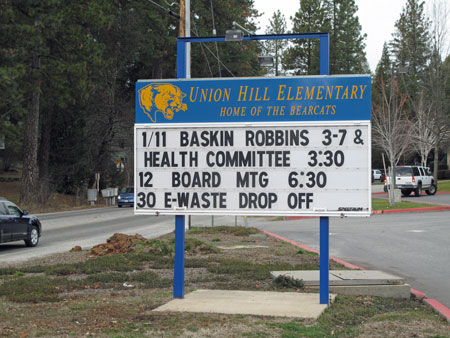 UNION HILL ELEMENTARY
HOME OF THE BEARCATS
1/11 BASKIN ROBBINS 3-7 &
HEALTH COMMITTEE 3:30
12 BOARD MTG 6:30
30 E-WASTE DROP OFF